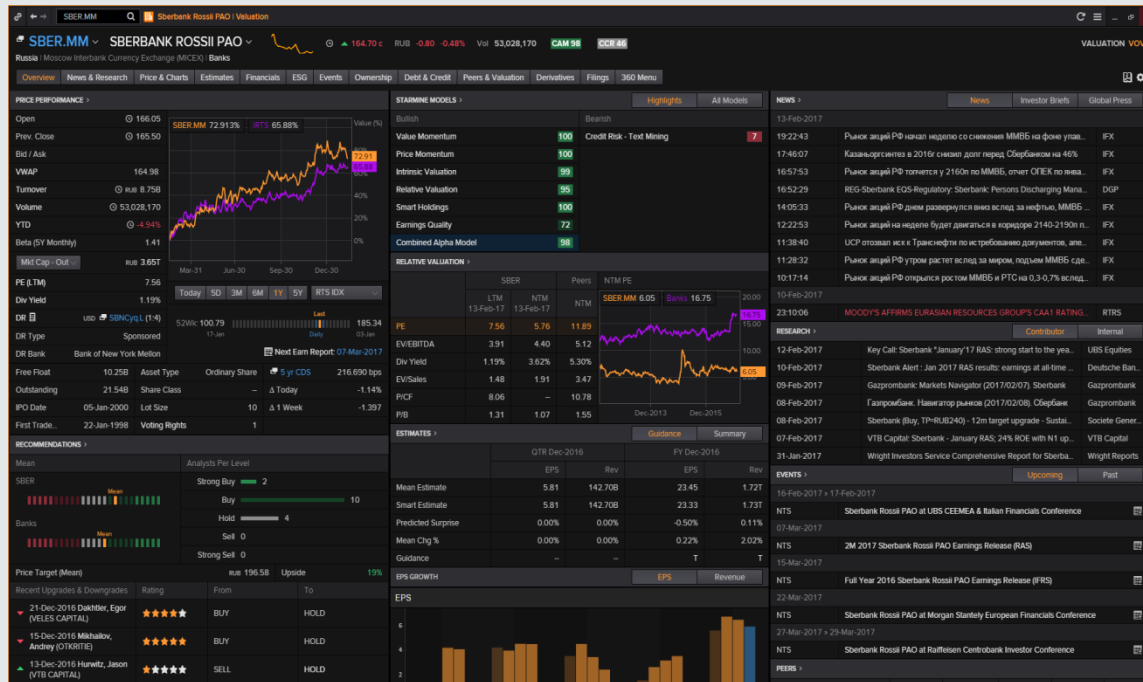 SBER.MM Sberbank Rossii PAO | Valuation
SBER.MM SBERBANK ROSSII PAO 164.70 c RUB -0.80 -0.48% Vol 53,028,170 CAM 98 CCR 46 VALUATION
Russia | Moscow Interbank Currency Exchange (MICEX) | Banks
Overview News & Research Price & Charts Estimates Financials ESG Events Ownership Debt & Credit Peers & Valuation Derivatives Filings 360 Menu
PRICE PERFORMANCE >
Open 166.05
Prev. Close 165.50
Bid / Ask
VWAP 164.98
Turnover RUB 8.75B
Volume 53,028,170
YTD -4.94%
Beta (5Y Monthly) 1.41
Mkt Cap - Out RUB 3.65T
PE (LTM) 7.56
Div Yield 1.19%
DR USD SBNCyq.L (1:4)
DR Type Sponsored
DR Bank Bank of New York Mellon
SBER.MM 72.913% IRTS 65.88% Value (%)
80%
72.91
65.88
60%
40%
20%
0%
Mar-31 Jun-30 Sep-30 Dec-30
Today 5D 3M 6M 1Y 5Y RTS IDX
Last
52Wk 100.79 185.34
17-Jan Daily 03-Jan
Next Earn Report: 07-Mar-2017
Free Float 10.25B Asset Type Ordinary Share 5 yr CDS 216.690 bps
Outstanding 21.54B Share Class – Δ Today -1.14%
IPO Date 05-Jan-2000 Lot Size 10 Δ 1 Week -1.397
First Trade... 22-Jan-1998 Voting Rights 1
RECOMMENDATIONS >
Mean Analysts Per Level
SBER
Mean
Banks
Mean
Strong Buy 2
Buy 10
Hold 4
Sell 0
Strong Sell 0
Price Target (Mean) RUB 196.58 Upside 19%
Recent Upgrades & Downgrades Rating From To
21-Dec-2016 Dakhtler, Egor BUY HOLD
(VELES CAPITAL)
15-Dec-2016 Mikhailov, BUY HOLD
Andrey (OTKRITIE)
13-Dec-2016 Hurwitz, Jason SELL HOLD
(VTB CAPITAL)
STARMINE MODELS > Highlights All Models
Bullish Bearish
Value Momentum 100 Credit Risk - Text Mining 7
Price Momentum 100
Intrinsic Valuation 99
Relative Valuation 95
Smart Holdings 100
Earnings Quality 72
Combined Alpha Model 98
RELATIVE VALUATION >
SBER Peers NTM PE
LTM NTM NTM
13-Feb-17 13-Feb-17
PE 7.56 5.76 11.89
EV/EBITDA 3.91 4.40 5.12
Div Yield 1.19% 3.62% 5.30%
EV/Sales 1.48 1.91 3.47
P/CF 8.06 – 10.78
P/B 1.31 1.07 1.55
SBER.MM 6.05 Banks 16.75
20.00
16.75
15.00
10.00
6.05
Dec-2013 Dec-2015
ESTIMATES > Guidance Summary
QTR Dec-2016 FY Dec-2016
EPS Rev EPS Rev
Mean Estimate 5.81 142.70B 23.45 1.72T
Smart Estimate 5.81 142.70B 23.33 1.73T
Predicted Surprise 0.00% 0.00% -0.50% 0.11%
Mean Chg % 0.00% 0.00% 0.22% 2.02%
Guidance – – T T
EPS GROWTH EPS Revenue
EPS
6
4
2
NEWS > News Investor Briefs Global Press
13-Feb-2017
19:22:43 Рынок акций РФ начал неделю со снижения ММВБ на фоне упав... IFX
17:46:07 Казаньоргсинтез в 2016г снизил долг перед Сбербанком на 46% IFX
16:57:53 Рынок акций РФ топчется у 2160п по ММВБ, отчет ОПЕК по янва... IFX
16:52:29 REG-Sberbank EQS-Regulatory: Sberbank: Persons Discharging Mana... DGP
14:05:33 Рынок акций РФ днем развернулся вниз вслед за нефтью, ММВБ ... IFX
12:22:53 Рынок акций на неделе будет двигаться в коридоре 2140-2190п п... IFX
11:38:40 UCP отозвал иск к Транснефти по истребованию документов, апе... IFX
11:28:32 Рынок акций РФ утром растет вслед за миром, подъем ММВБ сде... IFX
10:17:14 Рынок акций РФ открылся ростом ММВБ и РТС на 0,3-0,7% вслед... IFX
10-Feb-2017
23:10:06 MOODY'S AFFIRMS EURASIAN RESOURCES GROUP'S CAA1 RATING... RTRS
RESEARCH > Contributor Internal
12-Feb-2017 Key Call: Sberbank "January'17 RAS: strong start to the yea... UBS Equities
10-Feb-2017 Sberbank Alert : Jan 2017 RAS results: earnings at all-time ... Deutsche Ban...
09-Feb-2017 Gazprombank: Markets Navigator (2017/02/07). Sberbank Gazprombank
08-Feb-2017 Газпромбанк. Навигатор рынков (2017/02/08). Сбербанк Gazprombank
08-Feb-2017 Sberbank (Buy, TP=RUB240) - 12m target upgrade - Sustai... Societe Gener...
07-Feb-2017 VTB Capital: Sberbank - January RAS; 24% ROE with N1 up... VTB Capital
31-Jan-2017 Wright Investors Service Comprehensive Report for Sberba... Wright Reports
EVENTS > Upcoming Past
16-Feb-2017 » 17-Feb-2017
NTS Sberbank Rossii PAO at UBS CEEMEA & Italian Financials Conference
07-Mar-2017
NTS 2M 2017 Sberbank Rossii PAO Earnings Release (RAS)
15-Mar-2017
NTS Full Year 2016 Sberbank Rossii PAO Earnings Release (IFRS)
22-Mar-2017
NTS Sberbank Rossii PAO at Morgan Stantely European Financials Conference
27-Mar-2017 » 29-Mar-2017
NTS Sberbank Rossii PAO at Raiffeisen Centrobank Investor Conference
PEERS >